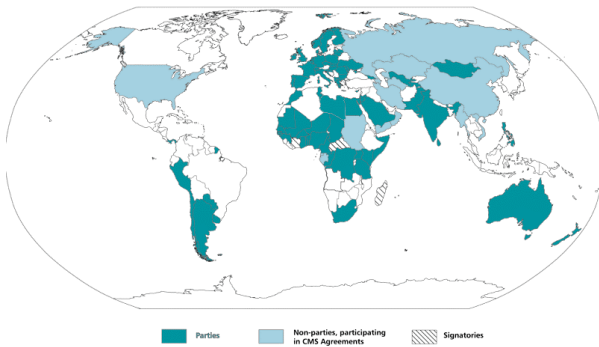 Parties
Non-parties, participating
in CMS Agreements
Signatories